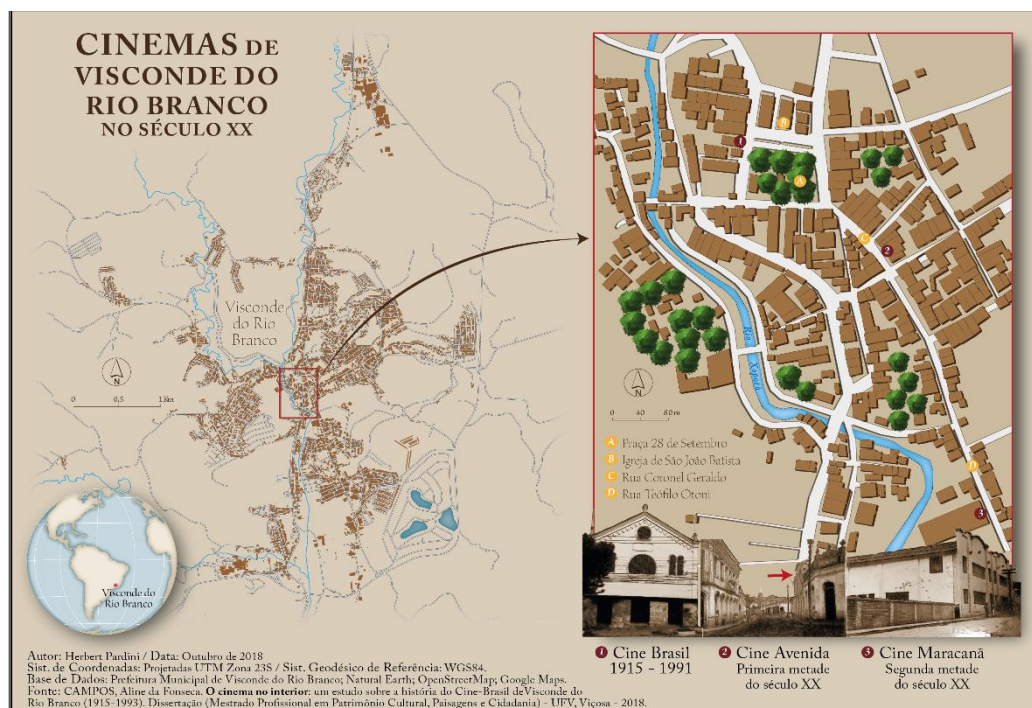 CINEMAS DE
VISCONDE DO
RIO BRANCO
NO SÉCULO XX
Visconde
do Rio
Branco
N
0 0,5 1 Km
Visconde do
Rio Branco
1
B
A
C
2
Rio Xopotó
N
0 40 80 m
A Praça 28 de Setembro
B Igreja de São João Batista
C Rua Coronel Geraldo
D Rua Teófilo Otoni
D
3
1 Cine Brasil
1915 - 1991
2 Cine Avenida
Primeira metade
do século XX
3 Cine Maracanã
Segunda metade
do século XX
Autor: Herbert Pardini / Data: Outubro de 2018
Sist. de Coordenadas: Projetadas UTM Zona 23S / Sist. Geodésico de Referência: WGS84.
Base de Dados: Prefeitura Municipal de Visconde do Rio Branco; Natural Earth; OpenStreetMap; Google Maps.
Fonte: CAMPOS, Aline da Fonseca. O cinema no interior: um estudo sobre a história do Cine-Brasil deVisconde do
Rio Branco (1915-1993). Dissertação (Mestrado Profissional em Patrimônio Cultural, Paisagens e Cidadania) - UFV, Viçosa - 2018.